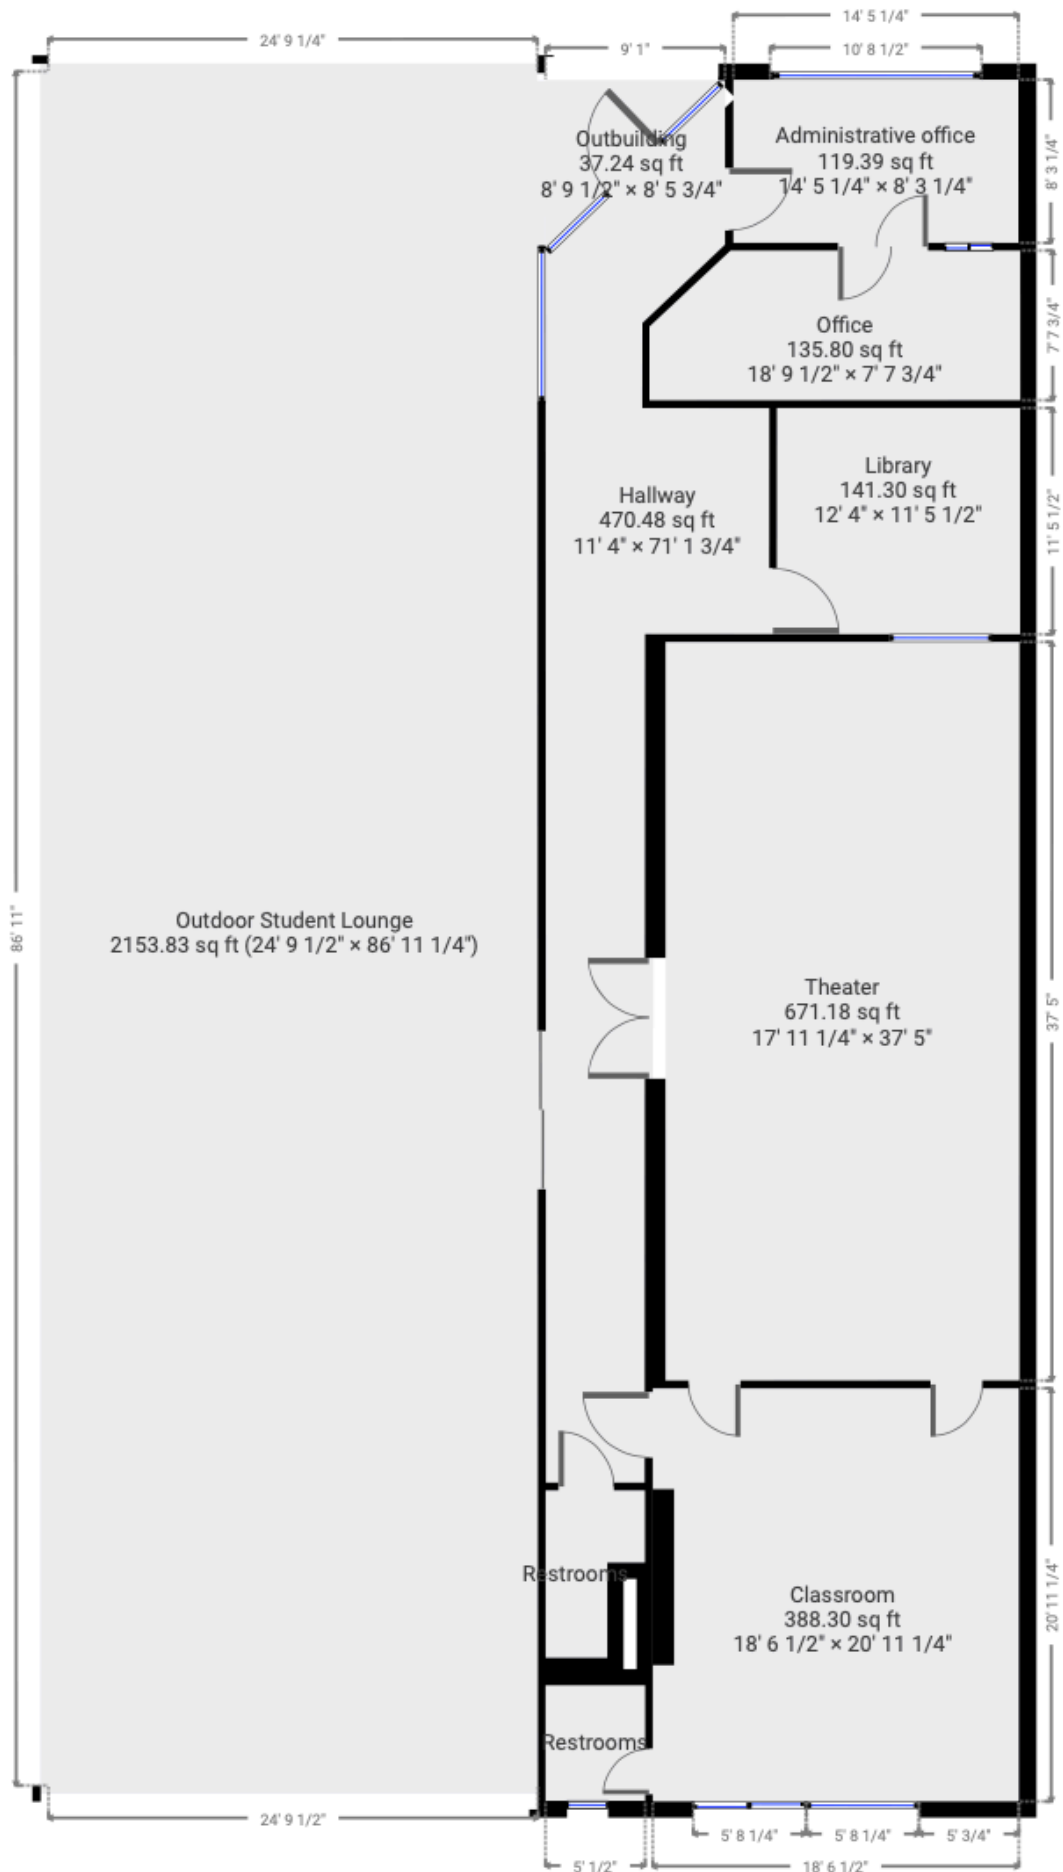 14' 5 1/4"
24' 9 1/4"
9' 1"
10' 8 1/2"
Outbuilding
37.24 sq ft
8' 9 1/2" × 8' 5 3/4"
Administrative office
119.39 sq ft
14' 5 1/4" × 8' 3 1/4"
8' 3 1/4"
Office
135.80 sq ft
18' 9 1/2" × 7' 7 3/4"
7' 7 3/4"
Library
141.30 sq ft
12' 4" × 11' 5 1/2"
11' 5 1/2"
Hallway
470.48 sq ft
11' 4" × 71' 1 3/4"
86' 11"
Outdoor Student Lounge
2153.83 sq ft (24' 9 1/2" × 86' 11 1/4")
Theater
671.18 sq ft
17' 11 1/4" × 37' 5"
37' 5"
Restrooms
Classroom
388.30 sq ft
18' 6 1/2" × 20' 11 1/4"
20' 11 1/4"
Restrooms
24' 9 1/2"
5' 8 1/4"
5' 8 1/4"
5' 3/4"
5' 1/2"
18' 6 1/2"